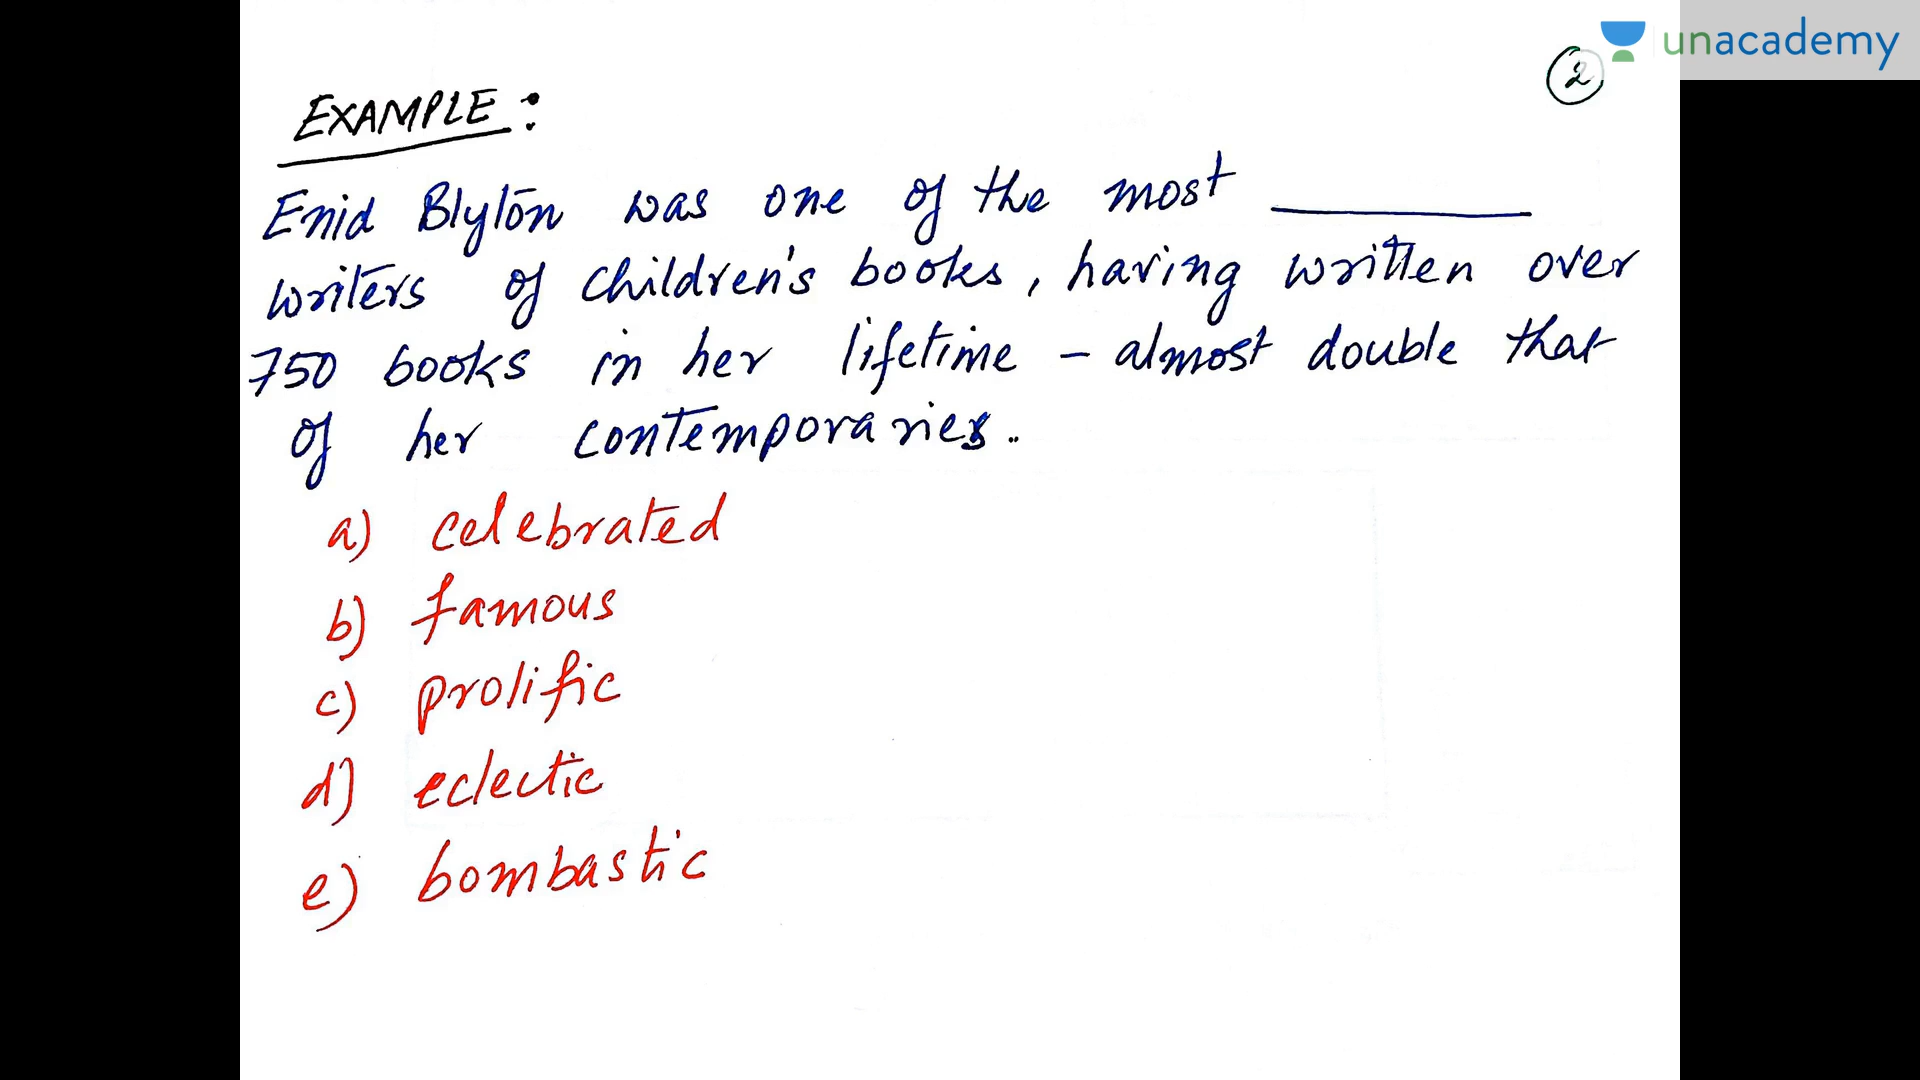 unacademy
2
EXAMPLE:
Enid Blyton was one of the most ________
writers of children's books, having written over
750 books in her lifetime - almost double that
of her contemporaries.
a) celebrated
b) famous
c) prolific
d) eclectic
e) bombastic